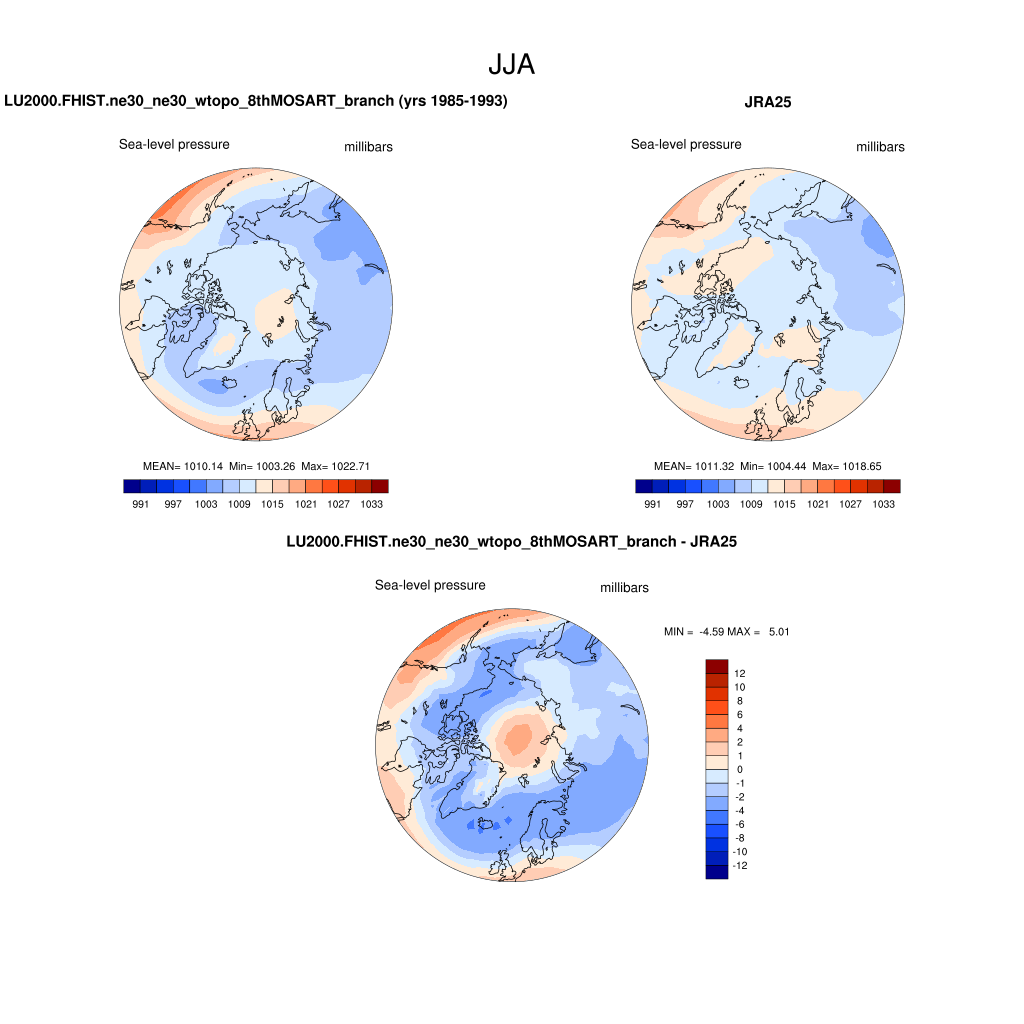 JJA
LU2000.FHIST.ne30_ne30_wtopo_8thMOSART_branch (yrs 1985-1993)
JRA25
Sea-level pressure
millibars
Sea-level pressure
millibars
MEAN= 1010.14 Min= 1003.26 Max= 1022.71
991 997 1003 1009 1015 1021 1027 1033
MEAN= 1011.32 Min= 1004.44 Max= 1018.65
991 997 1003 1009 1015 1021 1027 1033
LU2000.FHIST.ne30_ne30_wtopo_8thMOSART_branch - JRA25
Sea-level pressure
millibars
MIN = -4.59 MAX = 5.01
12
10
8
6
4
2
1
0
-1
-2
-4
-6
-8
-10
-12